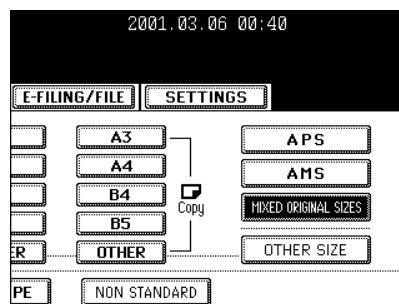 2001.03.06 00:40
E-FILING/FILE SETTINGS
A3 APS
A4 AMS
B4 Copy MIXED ORIGINAL SIZES
B5
ER OTHER OTHER SIZE
PE NON STANDARD